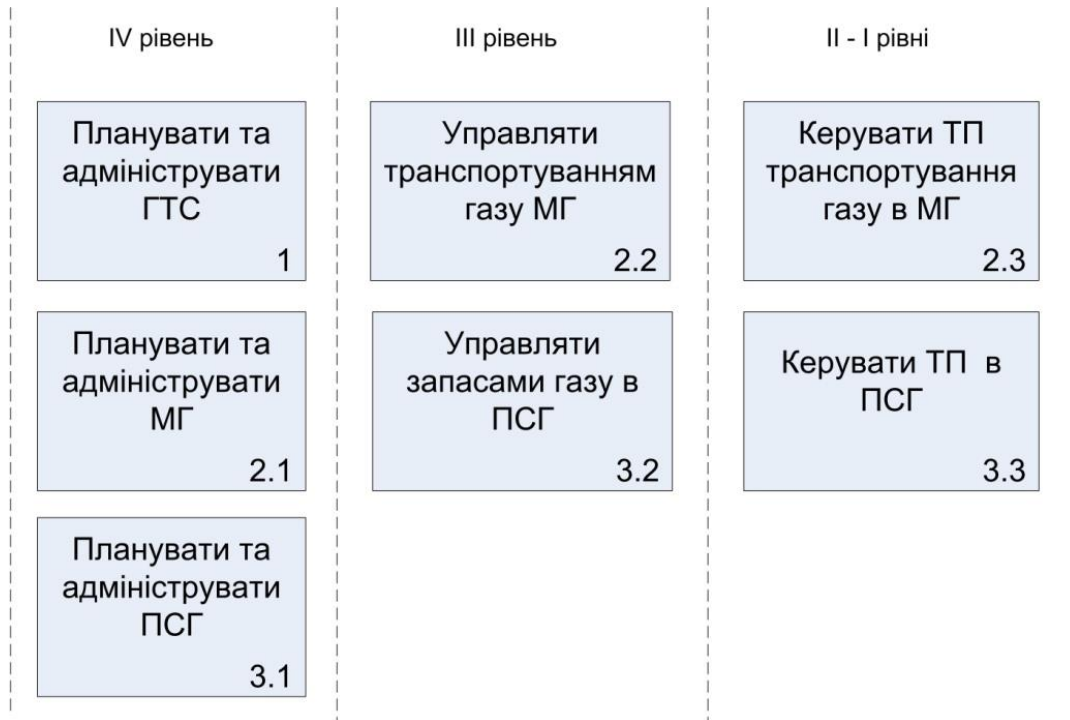 IV рівень
III рівень
II - I рівні
Планувати та
адмініструвати
ГТС
1
Управляти
транспортуванням
газу МГ
2.2
Керувати ТП
транспортування
газу в МГ
2.3
Планувати та
адмініструвати
МГ
2.1
Управляти
запасами газу в
ПСГ
3.2
Керувати ТП в
ПСГ
3.3
Планувати та
адмініструвати
ПСГ
3.1